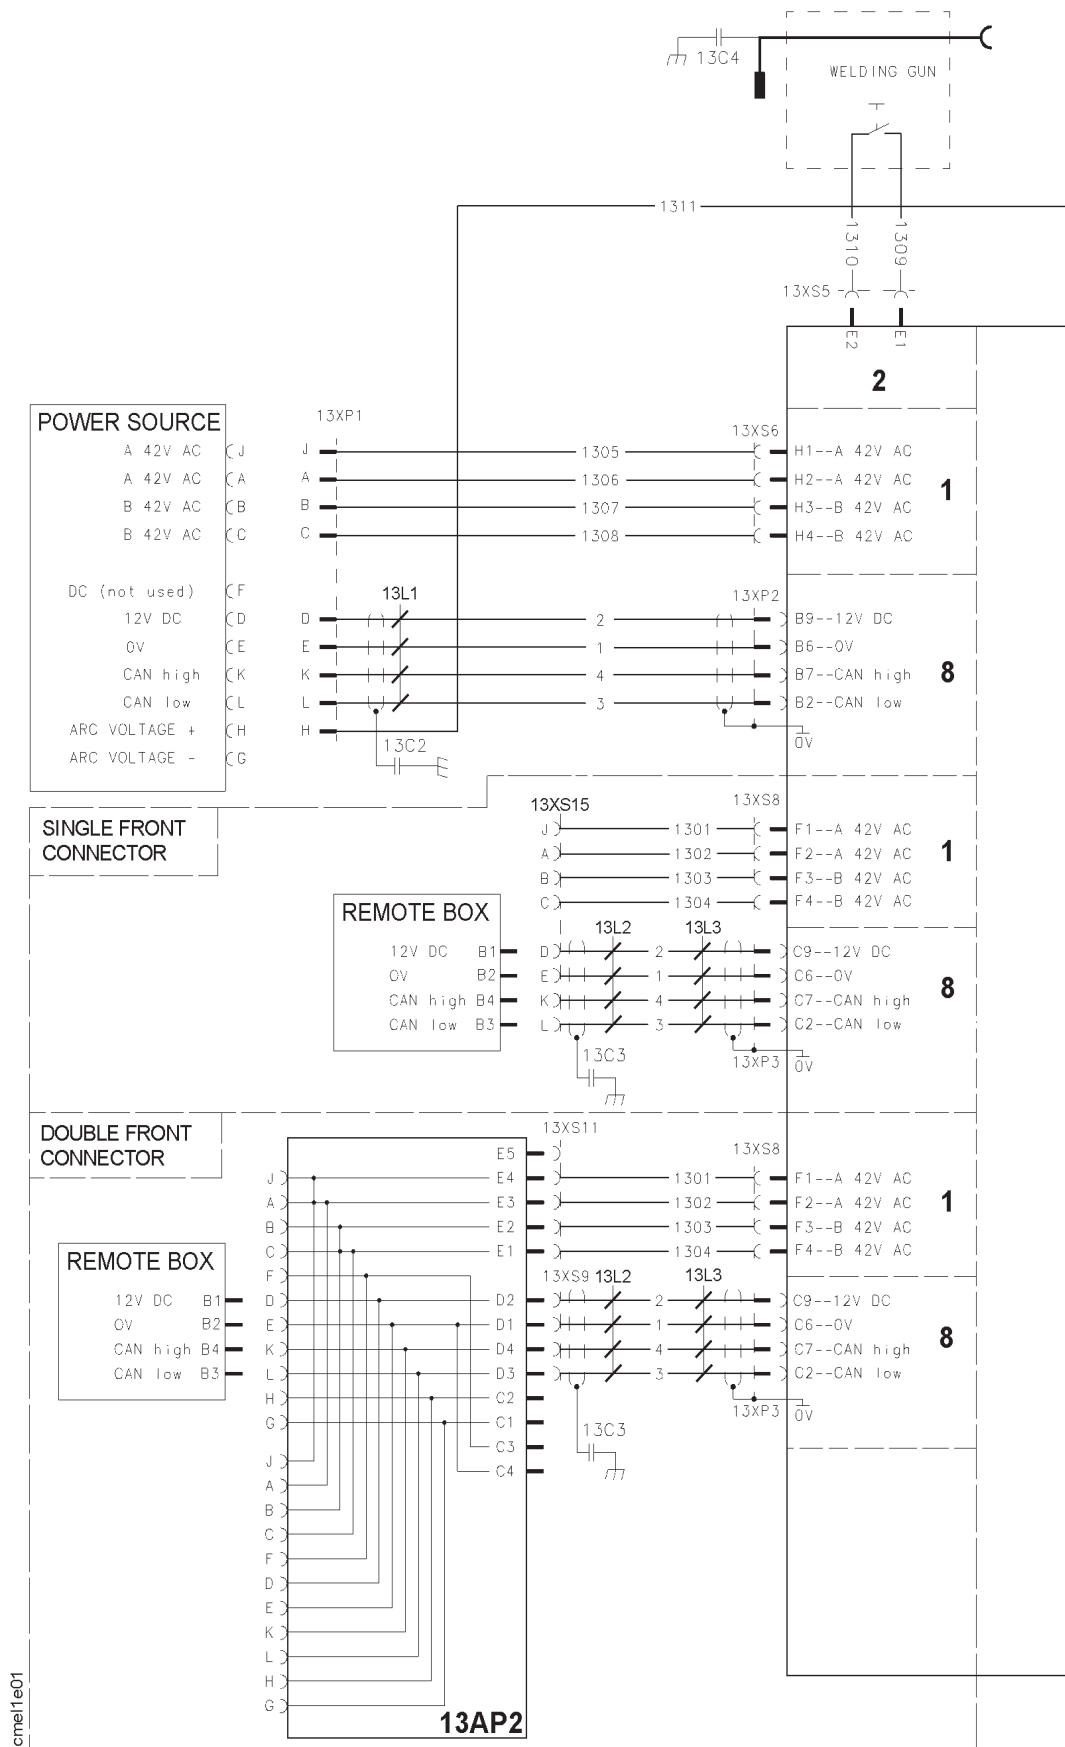 13C4
WELDING GUN
1311
1310
1309
13XS5
E2
E1
2
POWER SOURCE
13XP1
13XS6
A 42V AC J J 1305 H1--A 42V AC
A 42V AC A A 1306 H2--A 42V AC
1
B 42V AC B B 1307 H3--B 42V AC
B 42V AC C C 1308 H4--B 42V AC
DC (not used) F
13L1
13XP2
12V DC D D 2 B9--12V DC
0V E E 1 B6--0V
CAN high K K 4 B7--CAN high
8
CAN low L L 3 B2--CAN low
ARC VOLTAGE + H H
13C2
0V
ARC VOLTAGE - G
SINGLE FRONT
CONNECTOR
13XS15
13XS8
J 1301 F1--A 42V AC
A 1302 F2--A 42V AC
1
B 1303 F3--B 42V AC
C 1304 F4--B 42V AC
REMOTE BOX
13L2
13L3
12V DC B1 D 2 C9--12V DC
0V B2 E 1 C6--0V
8
CAN high B4 K 4 C7--CAN high
CAN low B3 L 3 C2--CAN low
13C3
13XP3
0V
DOUBLE FRONT
CONNECTOR
13XS11
E5
13XS8
J E4 1301 F1--A 42V AC
A E3 1302 F2--A 42V AC
1
B E2 1303 F3--B 42V AC
C E1 1304 F4--B 42V AC
REMOTE BOX
F
13XS9
13L2
13L3
12V DC B1 D D2 2 C9--12V DC
0V B2 E D1 1 C6--0V
8
CAN high B4 K D4 4 C7--CAN high
CAN low B3 L D3 3 C2--CAN low
H C2
13XP3
0V
G C1
13C3
C3
J
C4
A
B
C
F
D
E
K
L
H
G
13AP2
cmel1e01